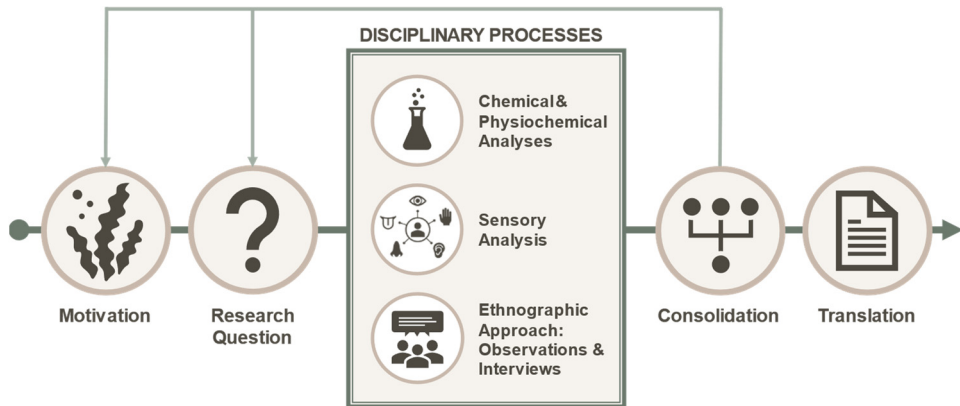 DISCIPLINARY PROCESSES
Chemical &
Physiochemical
Analyses
Sensory
Analysis
Ethnographic
Approach:
Observations &
Interviews
Motivation
Research
Question
Consolidation
Translation